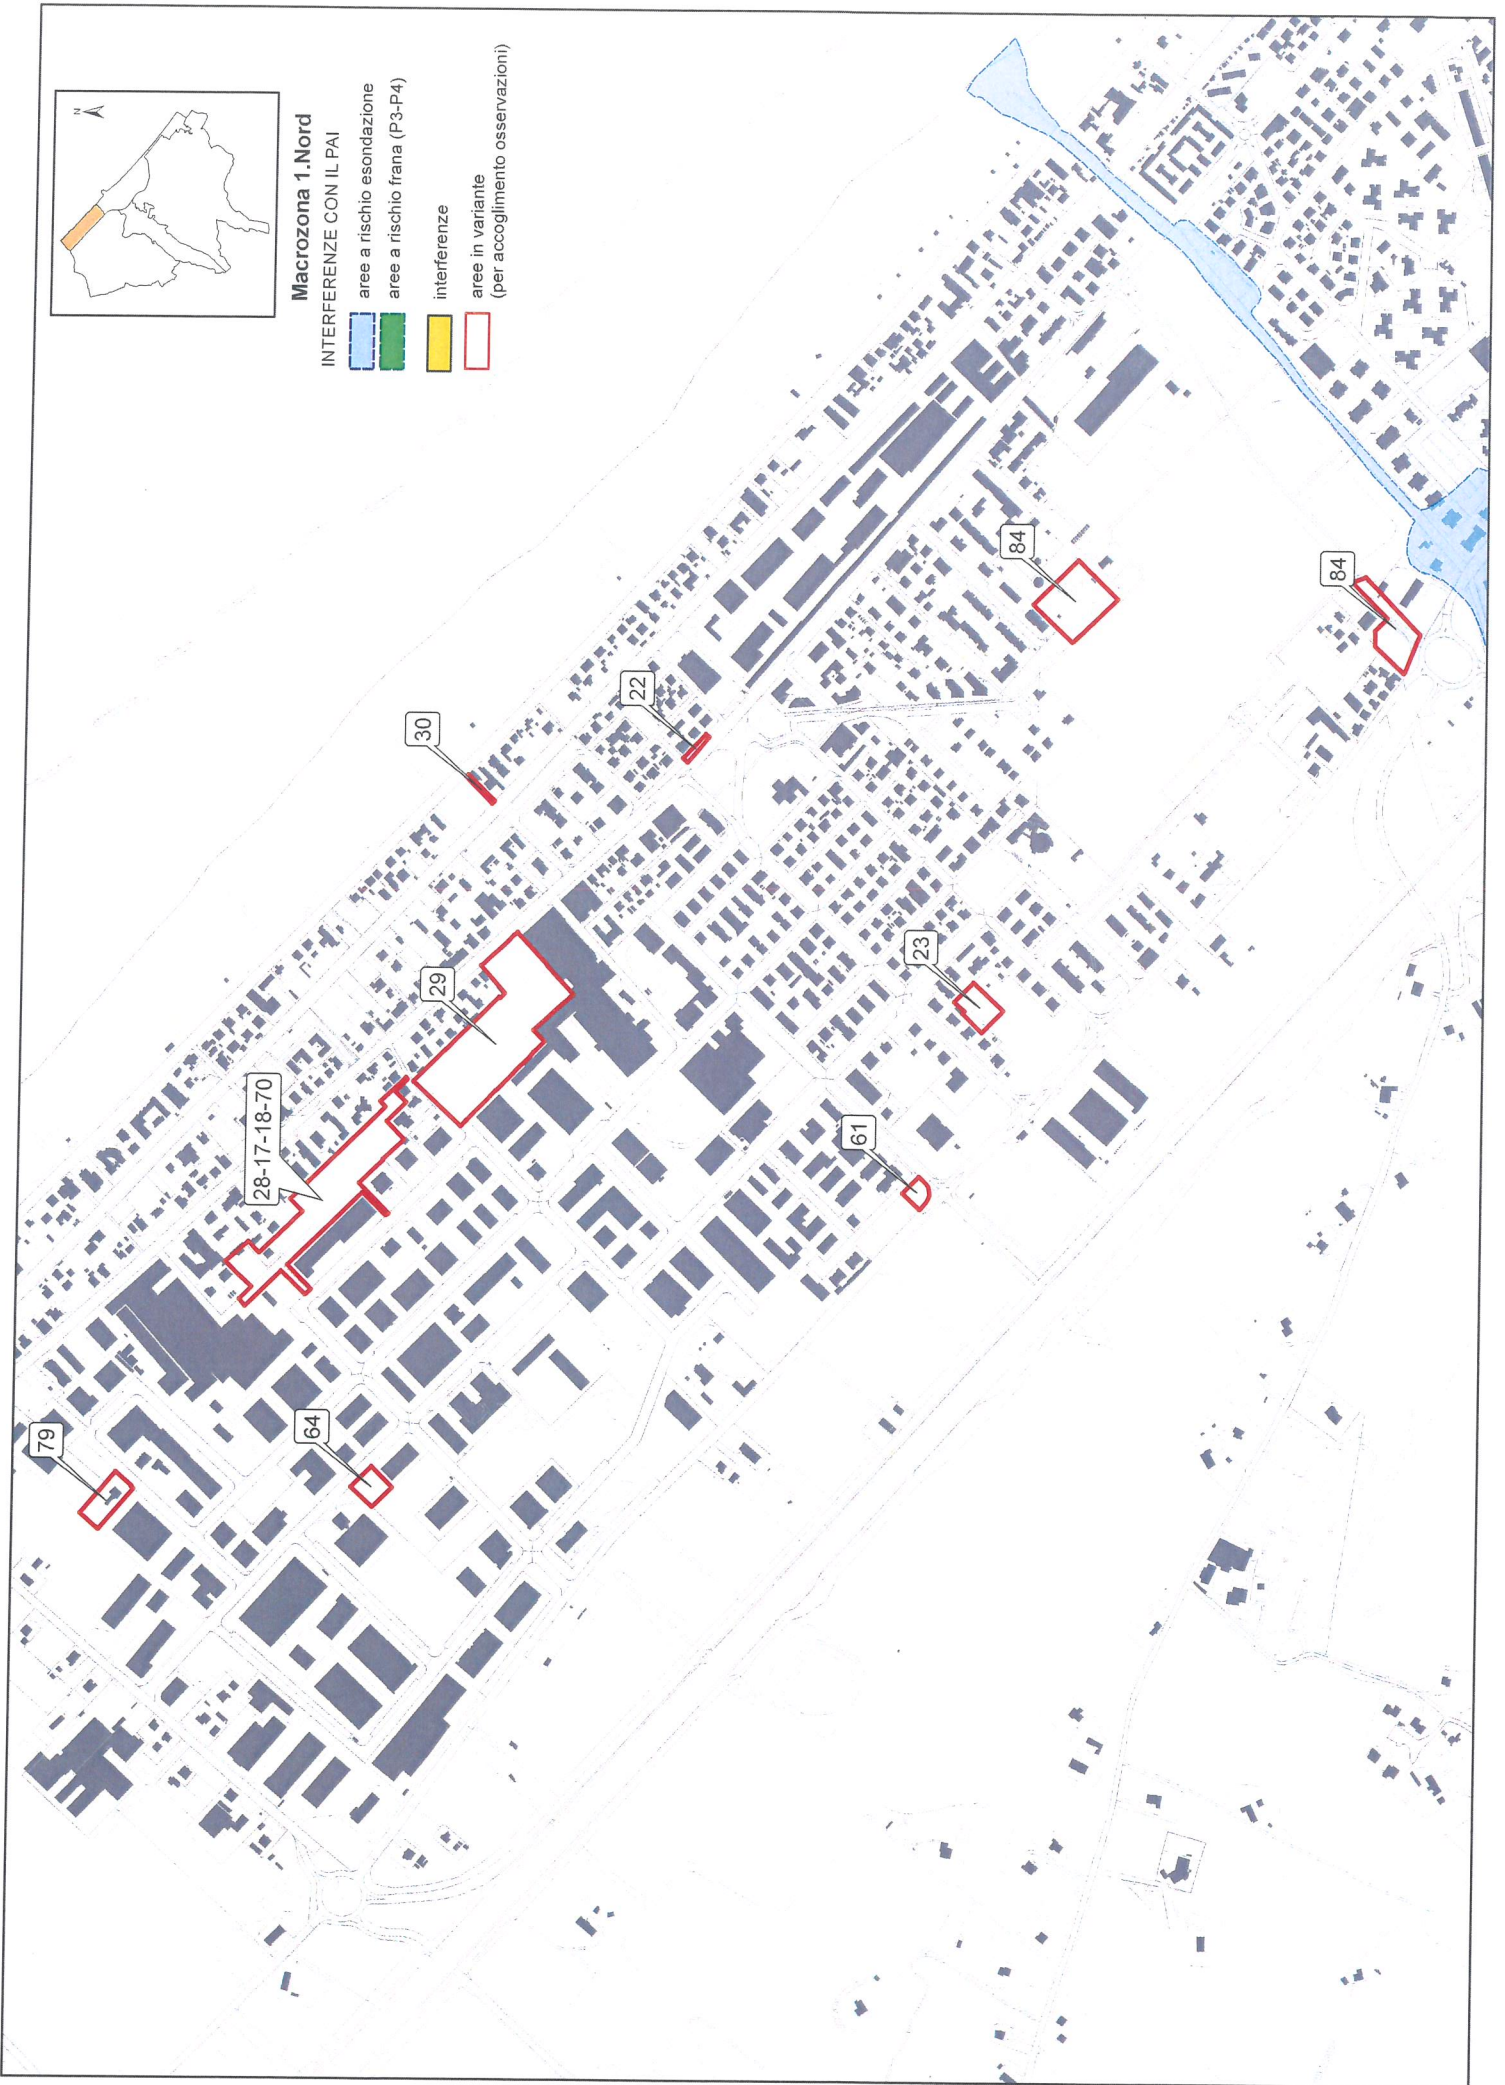 N
Macrozona 1.Nord
INTERFERENZE CON IL PAI
aree a rischio esondazione
aree a rischio frana (P3-P4)
interferenze
aree in variante
(per accoglimento osservazioni)
79
64
28-17-18-70
29
30
22
61
23
84
84